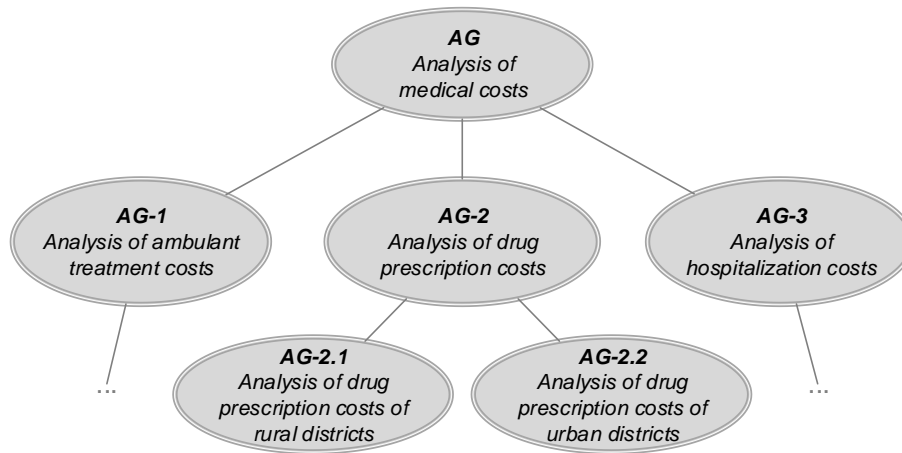 AG
Analysis of
medical costs
AG-1
Analysis of ambulant
treatment costs
AG-2
Analysis of drug
prescription costs
AG-3
Analysis of
hospitalization costs
...
AG-2.1
Analysis of drug
prescription costs of
rural districts
AG-2.2
Analysis of drug
prescription costs of
urban districts
...